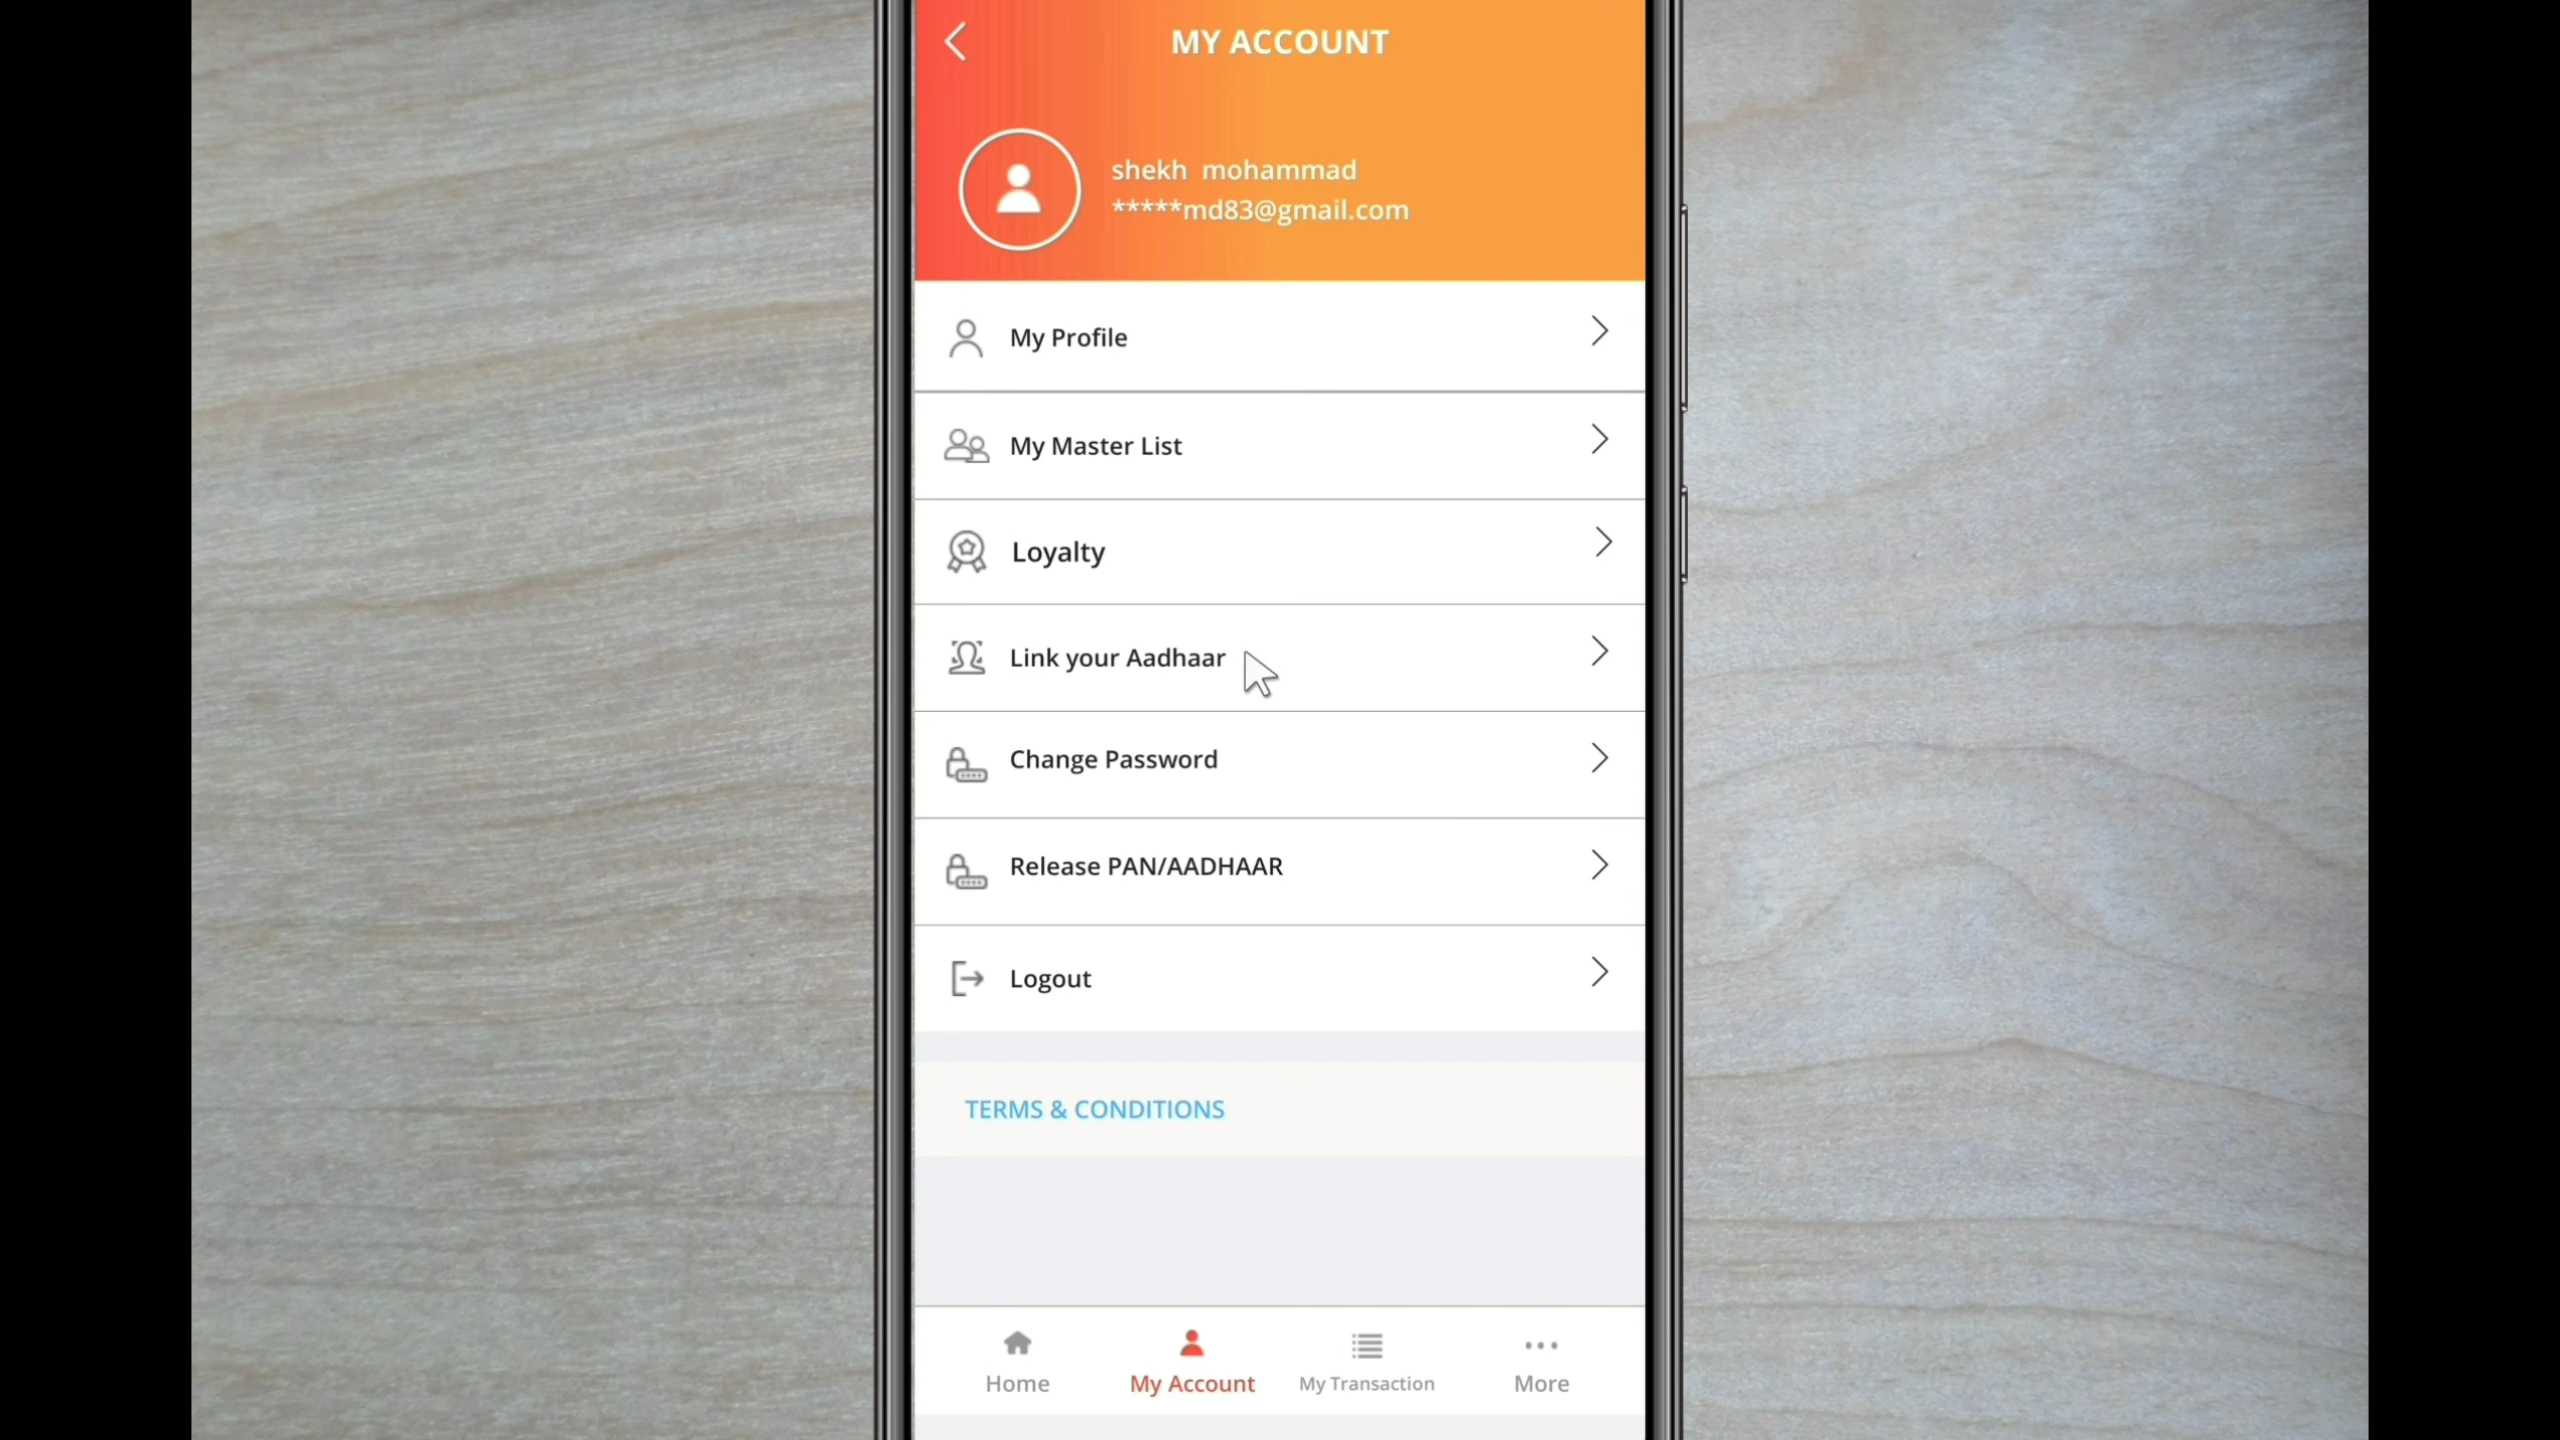 MY ACCOUNT
shekh mohammad
*****md83@gmail.com
My Profile
My Master List
Loyalty
Link your Aadhaar
Change Password
Release PAN/AADHAAR
Logout
TERMS & CONDITIONS
Home
My Account
My Transaction
More